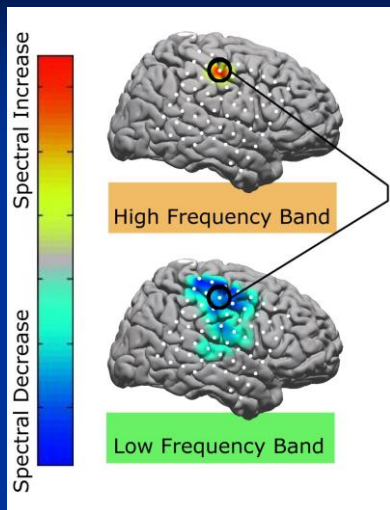 Spectral Increase
High Frequency Band
Spectral Decrease
Low Frequency Band